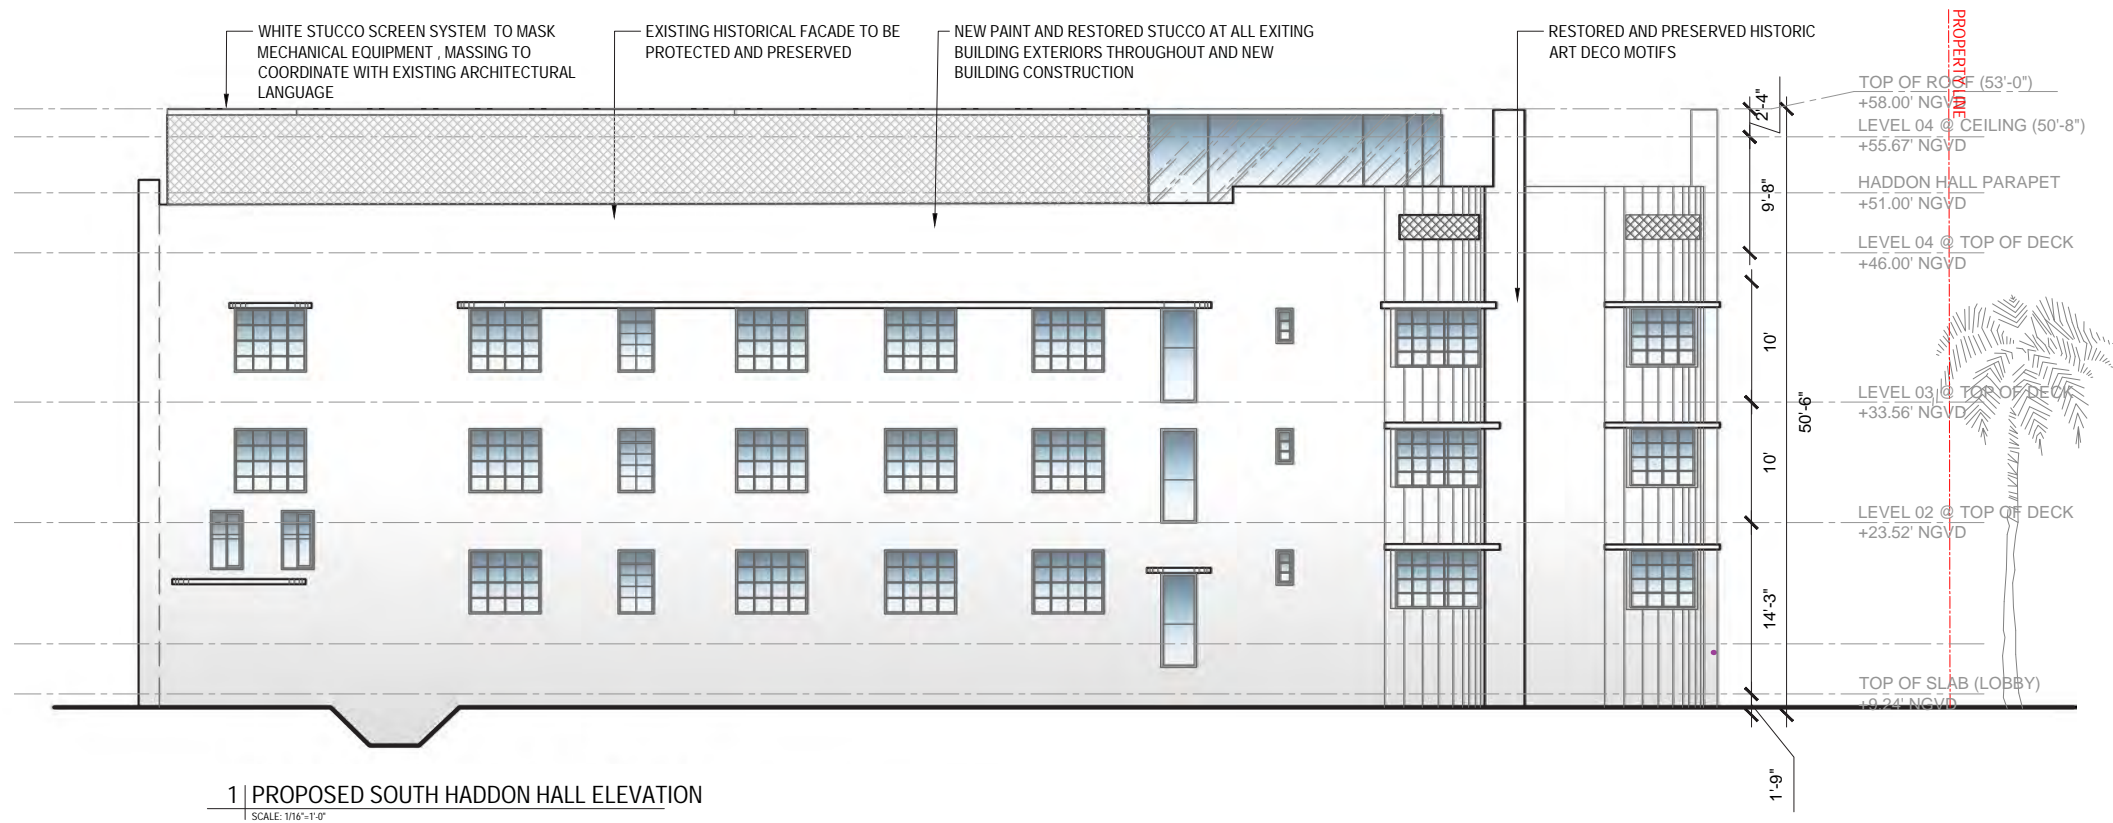 WHITE STUCCO SCREEN SYSTEM TO MASK
MECHANICAL EQUIPMENT , MASSING TO
COORDINATE WITH EXISTING ARCHITECTURAL
LANGUAGE
EXISTING HISTORICAL FACADE TO BE
PROTECTED AND PRESERVED
NEW PAINT AND RESTORED STUCCO AT ALL EXITING
BUILDING EXTERIORS THROUGHOUT AND NEW
BUILDING CONSTRUCTION
RESTORED AND PRESERVED HISTORIC
ART DECO MOTIFS
PROPERTY LINE
TOP OF ROOF (53'-0")
+58.00' NGVD
LEVEL 04 @ CEILING (50'-8")
+55.67' NGVD
HADDON HALL PARAPET
+51.00' NGVD
LEVEL 04 @ TOP OF DECK
+46.00' NGVD
LEVEL 03 @ TOP OF DECK
+33.56' NGVD
LEVEL 02 @ TOP OF DECK
+23.52' NGVD
TOP OF SLAB (LOBBY)
+9.24' NGVD
2'-4"
9'-8"
10'
10'
14'-3"
50'-6"
1'-9"
1 PROPOSED SOUTH HADDON HALL ELEVATION
SCALE: 1/16"=1'-0"